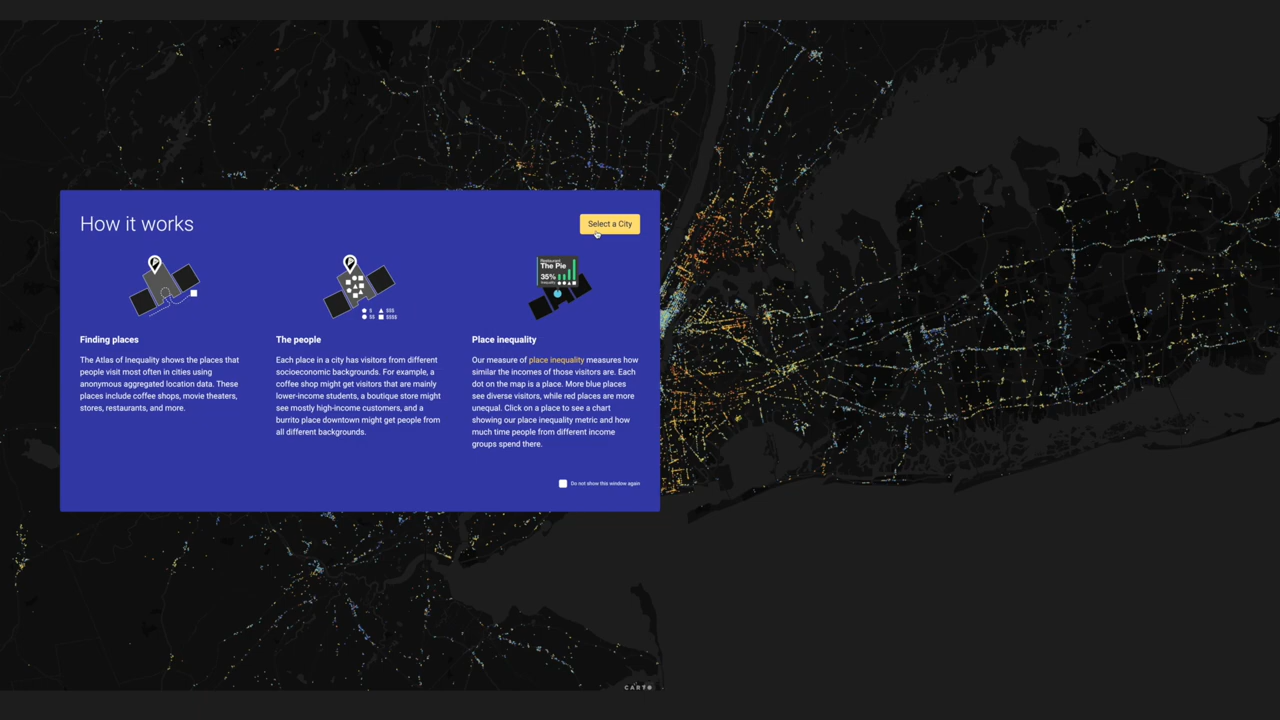 How it works
Select a City
$ $$$
$$ $$$$
Restaurant
The Pie
35%
Inequality
Finding places
The Atlas of Inequality shows the places that
people visit most often in cities using
anonymous aggregated location data. These
places include coffee shops, movie theaters,
stores, restaurants, and more.
The people
Each place in a city has visitors from different
socioeconomic backgrounds. For example, a
coffee shop might get visitors that are mainly
lower-income students, a boutique store might
see mostly high-income customers, and a
burrito place downtown might get people from
all different backgrounds.
Place inequality
Our measure of place inequality measures how
similar the incomes of those visitors are. Each
dot on the map is a place. More blue places
see diverse visitors, while red places are more
unequal. Click on a place to see a chart
showing our place inequality metric and how
much time people from different income
groups spend there.
Do not show this window again
CARTO